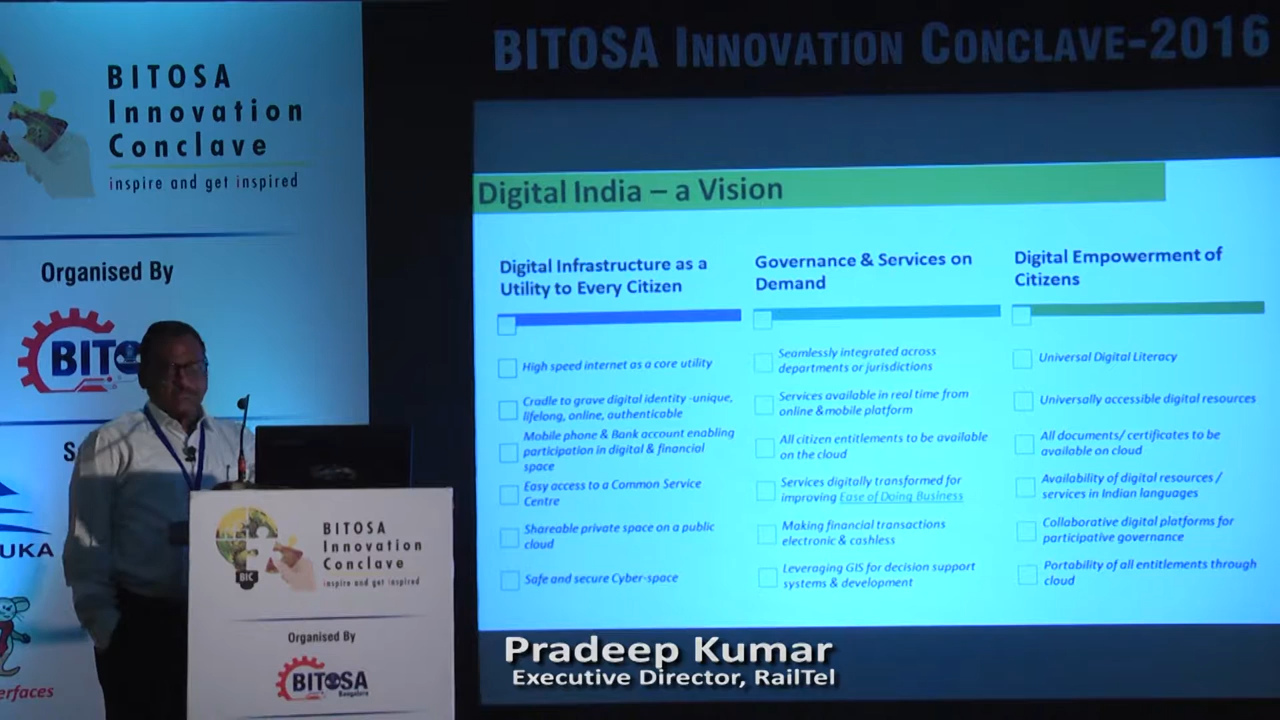 BITOSA
Innovation
Conclave
inspire and get inspired
Organised By
UKA
erfaces
BITOSA
Innovation
Conclave
inspire and get inspired
BIC
Organised By
BITOSA
Bangalore
BITOSA INNOVATION CONCLAVE-2016
Digital India – a Vision
Digital Infrastructure as a
Utility to Every Citizen
High speed internet as a core utility
Cradle to grave digital identity -unique,
lifelong, online, authenticable
Mobile phone & Bank account enabling
participation in digital & financial
space
Easy access to a Common Service
Centre
Shareable private space on a public
cloud
Safe and secure Cyber-space
Governance & Services on
Demand
Seamlessly integrated across
departments or jurisdictions
Services available in real time from
online &mobile platform
All citizen entitlements to be available
on the cloud
Services digitally transformed for
improving Ease of Doing Business
Making financial transactions
electronic & cashless
Leveraging GIS for decision support
systems & development
Digital Empowerment of
Citizens
Universal Digital Literacy
Universally accessible digital resources
All documents/ certificates to be
available on cloud
Availability of digital resources /
services in Indian languages
Collaborative digital platforms for
participative governance
Portability of all entitlements through
cloud
Pradeep Kumar
Executive Director, RailTel